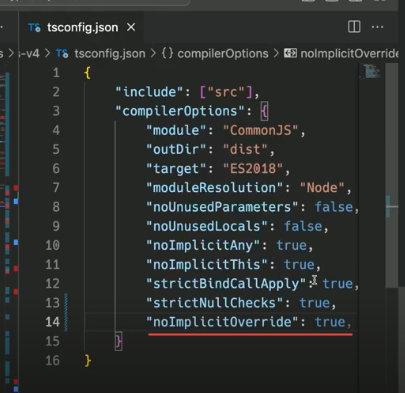 TS tsconfig.json ×
s-v4 > TS tsconfig.json > {} compilerOptions > noImplicitOverride
1 {
2 "include": ["src"],
3 "compilerOptions": {
4 "module": "CommonJS",
5 "outDir": "dist",
6 "target": "ES2018",
7 "moduleResolution": "Node",
8 "noUnusedParameters": false,
9 "noUnusedLocals": false,
10 "noImplicitAny": true,
11 "noImplicitThis": true,
12 "strictBindCallApply": true,
13 "strictNullChecks": true,
14 "noImplicitOverride": true,
15 }
16 }